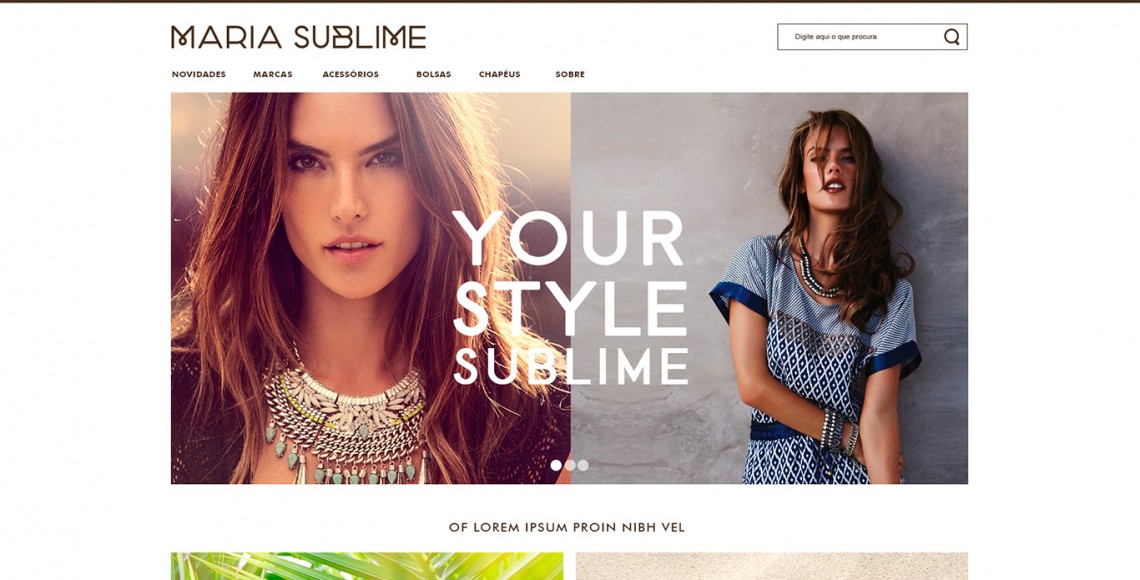 MARIA SUBLIME
Digite aqui o que procura
NOVIDADES MARCAS ACESSÓRIOS BOLSAS CHAPÉUS SOBRE
YOUR
STYLE
SUBLIME
OF LOREM IPSUM PROIN NIBH VEL